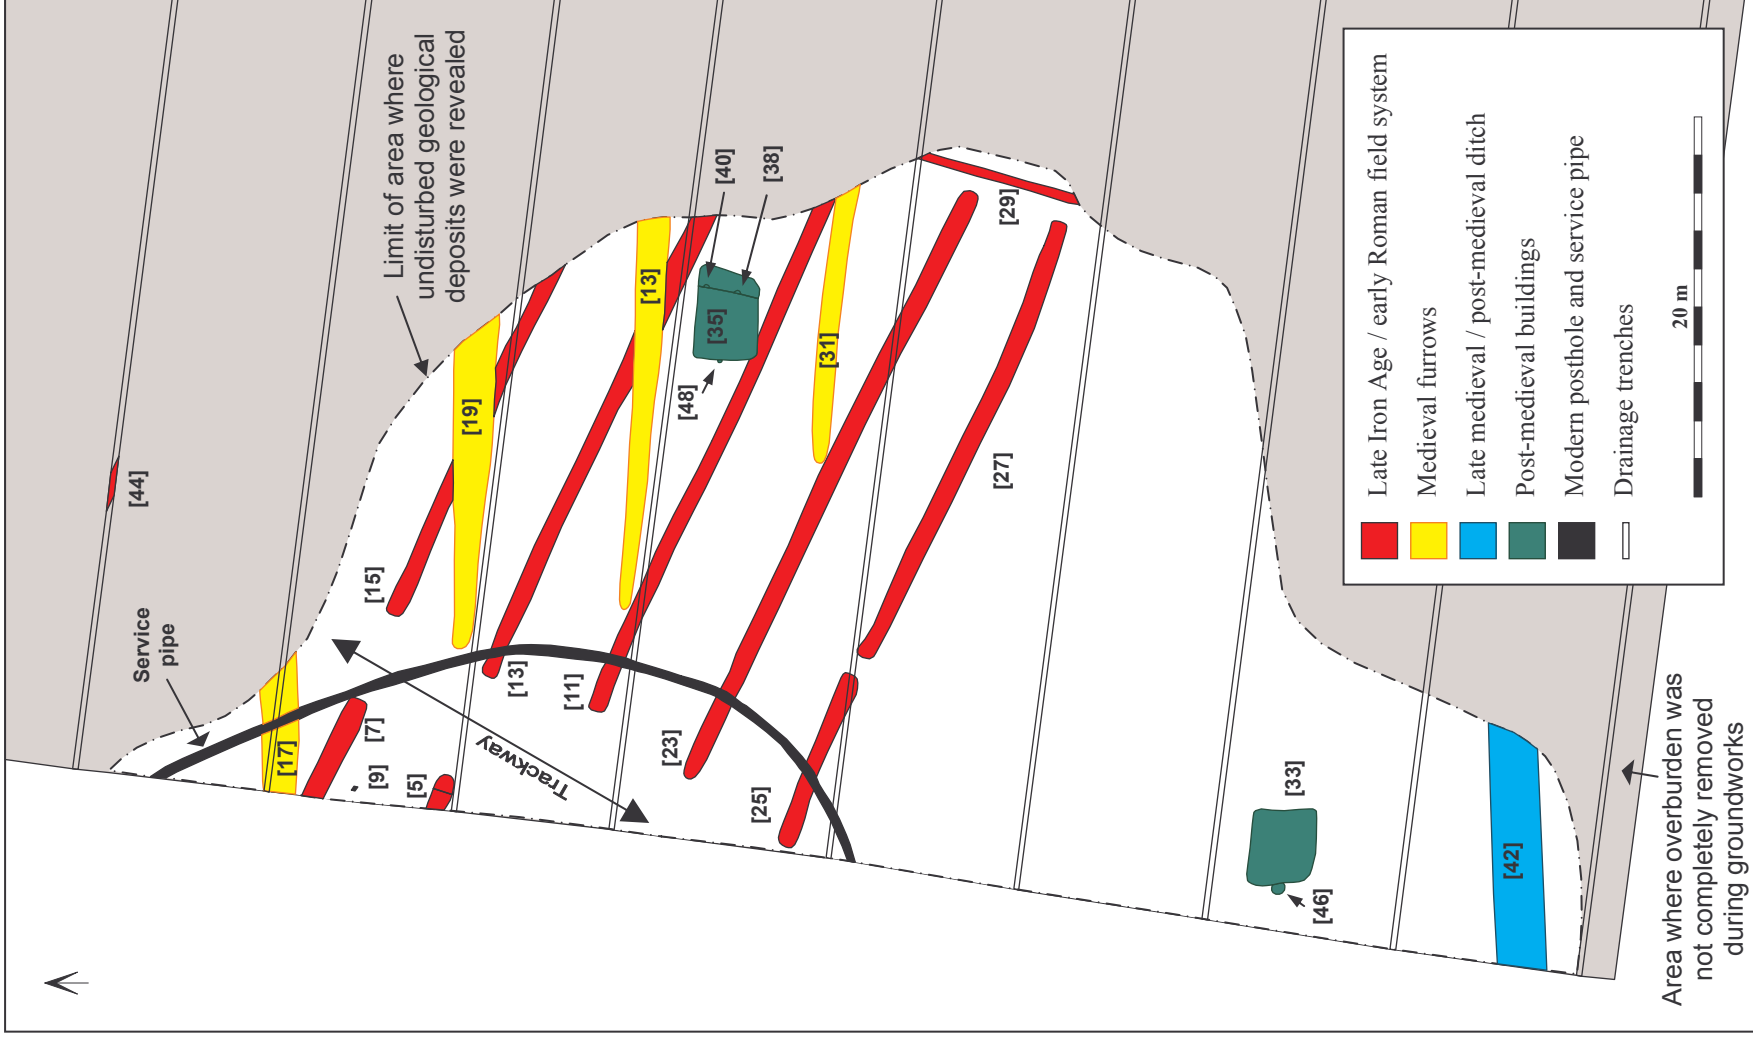 Limit of area where
undisturbed geological
deposits were revealed
[44]
Service
pipe
[15]
[19]
[13]
[40]
[38]
[35]
[48]
[31]
[29]
[27]
[17]
[7]
[9]
[5]
[13]
[11]
[23]
[25]
Trackway
[33]
[46]
[42]
Late Iron Age / early Roman field system
Medieval furrows
Late medieval / post-medieval ditch
Post-medieval buildings
Modern posthole and service pipe
Drainage trenches
20 m
Area where overburden was
not completely removed
during groundworks